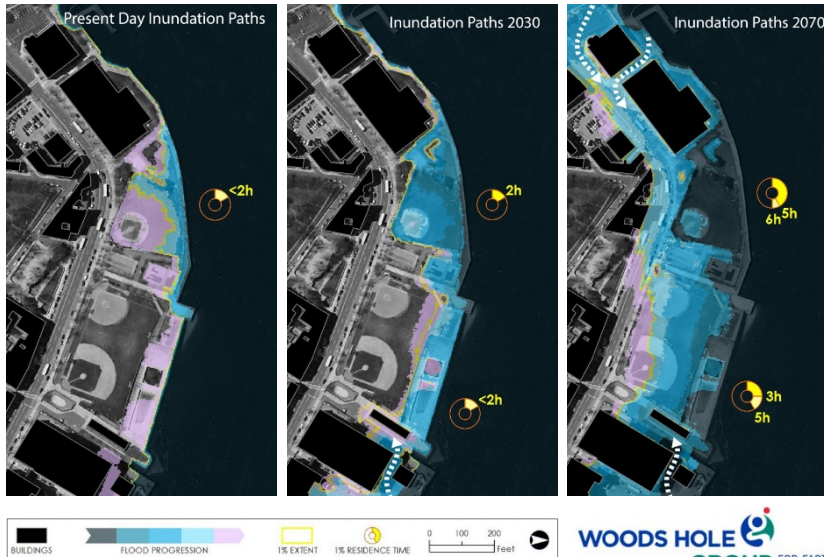 Present Day Inundation Paths
<2h
Inundation Paths 2030
2h
<2h
Inundation Paths 2070
6h 5h
3h
5h
BUILDINGS
FLOOD PROGRESSION
1% EXTENT
1% RESIDENCE TIME
0 100 200
Feet
WOODS HOLE
GROUP